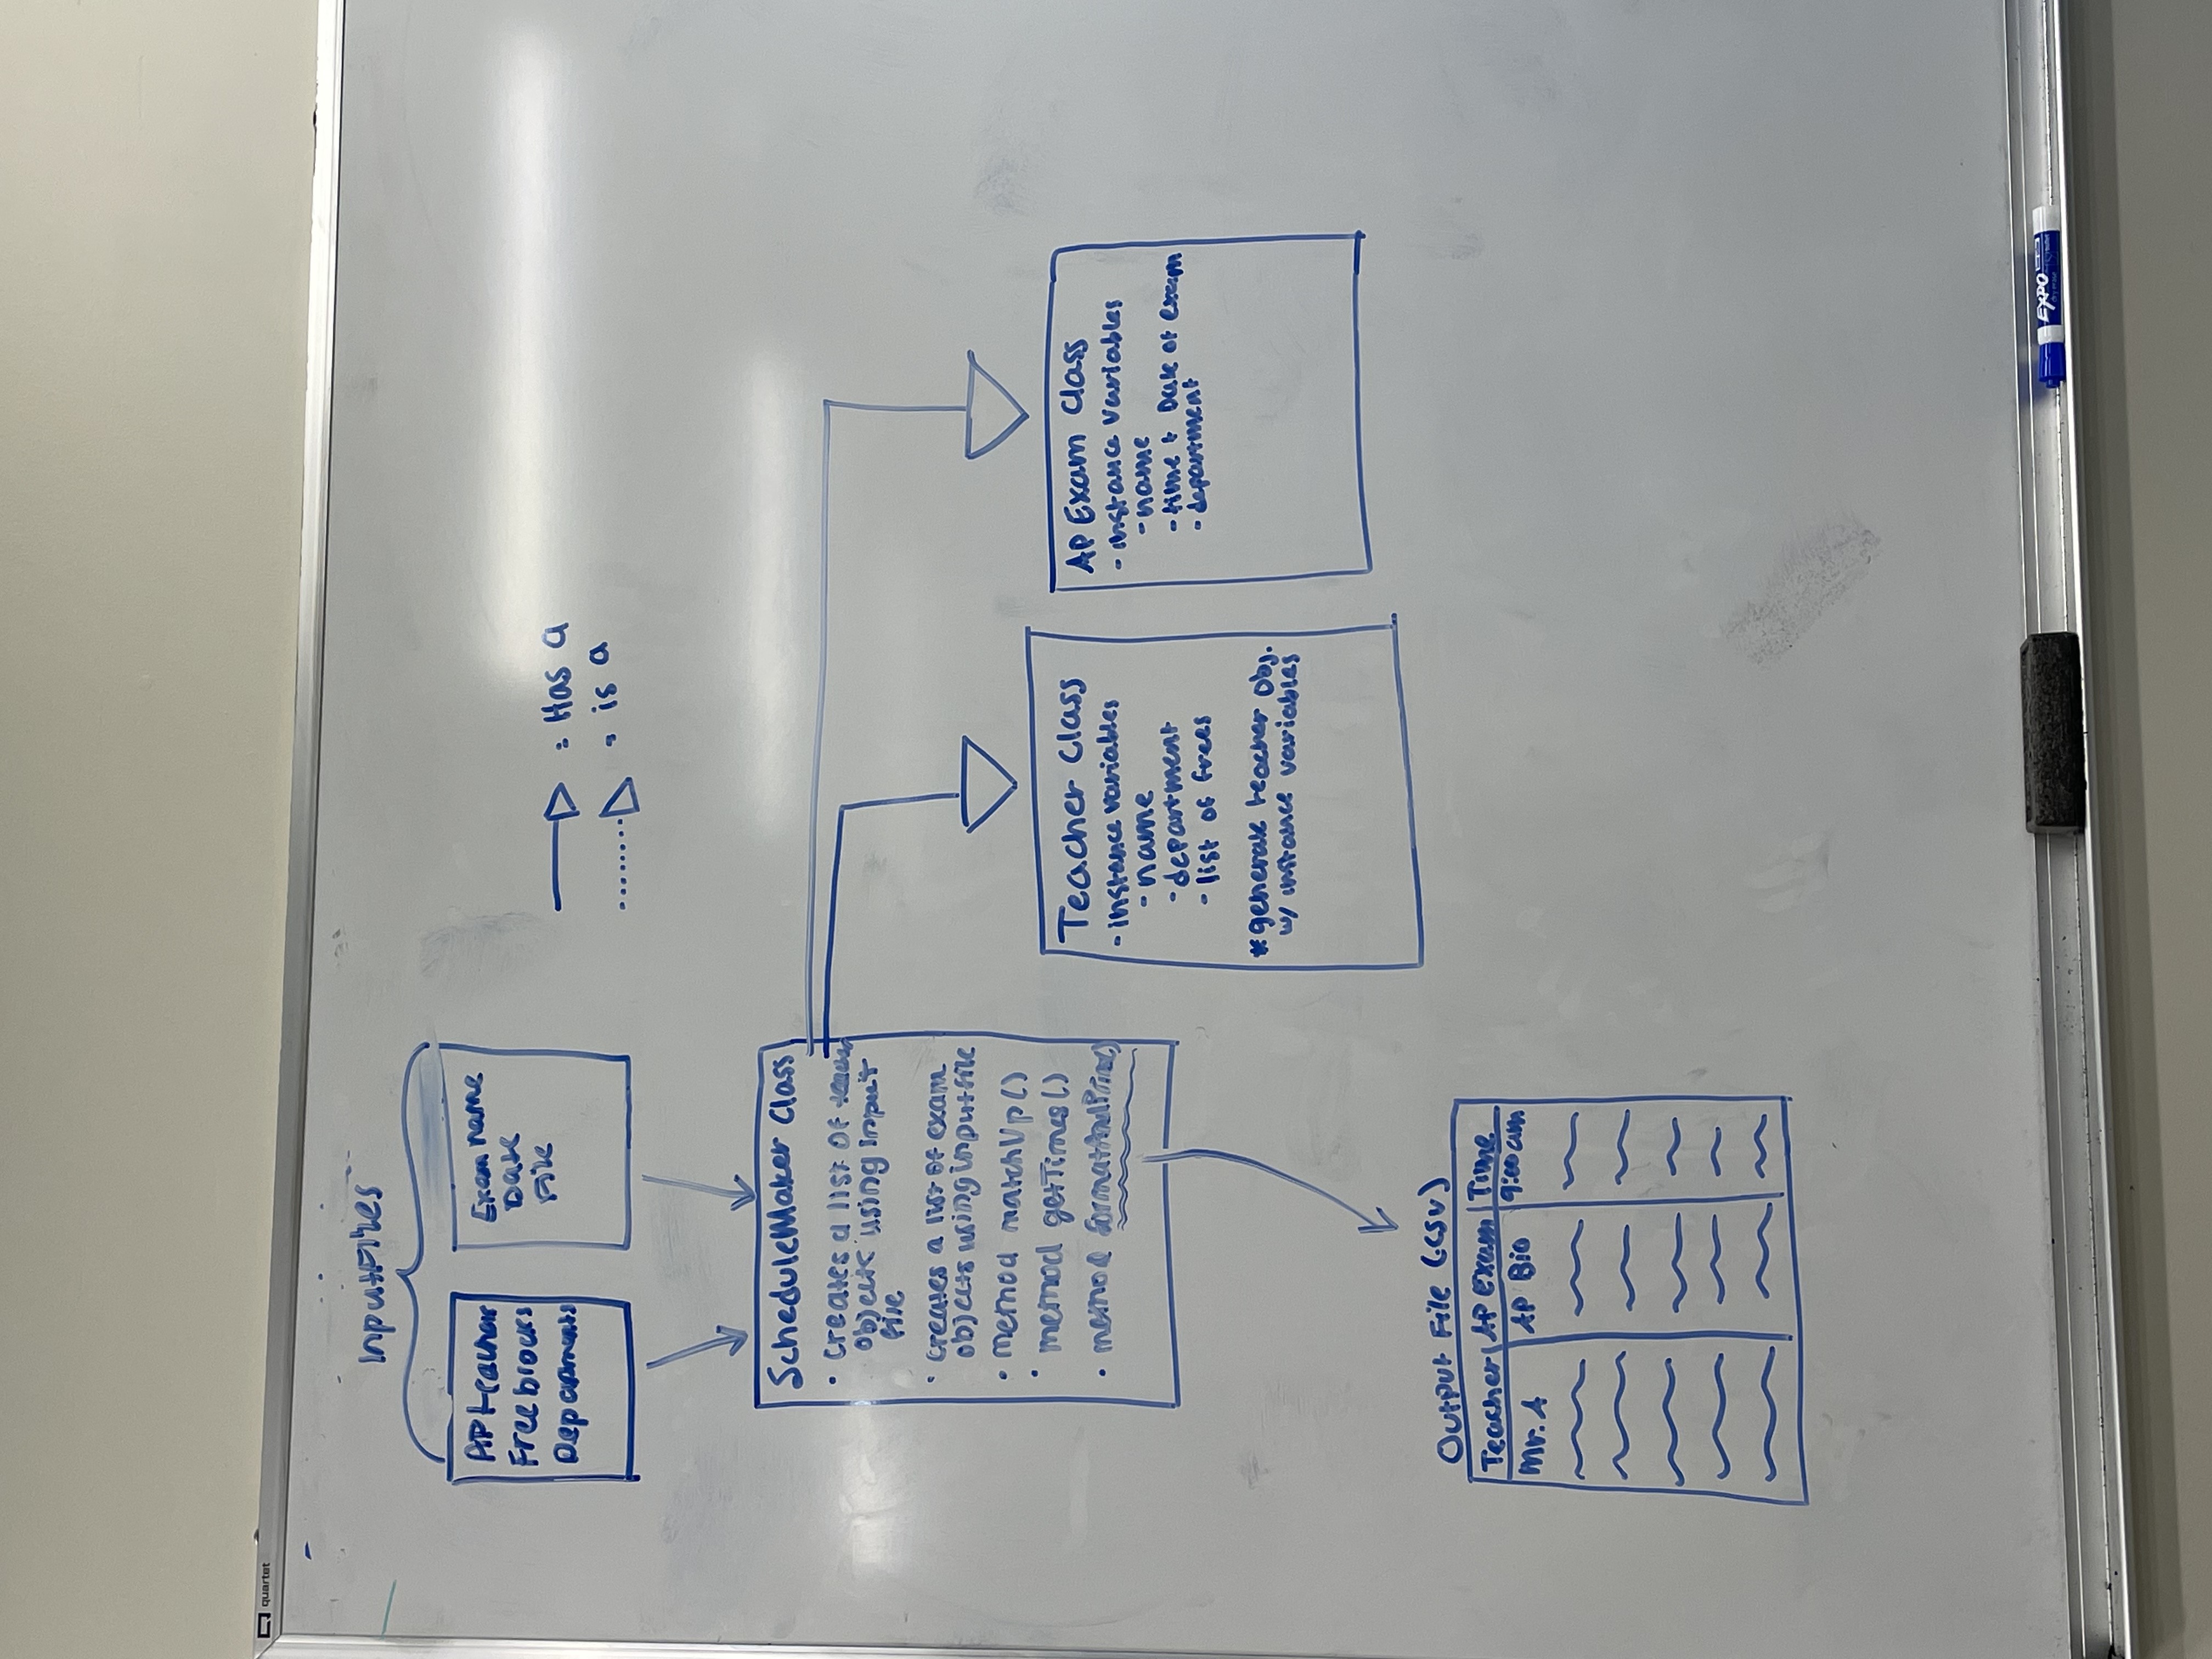 quartet
InputFiles
AP teachers
Free blocks
Departments
Exam name
Date
File
: Has a
: is a
ScheduleMaker Class
• creates a list of teacher
objects using input
file
• creates a list of exam
objects using input file
• method matchUp()
• method getTimes()
• method formatAndPrint()
Teacher Class
- instance variables
- name
- department
- list of frees
* generate teacher obj.
w/ instance variables
AP Exam Class
- instance variables
- name
- time + Date of exam
- department
Output File (.csv)
Teacher | AP Exam | Time
Mr. A AP Bio 9:00 am
EXPO